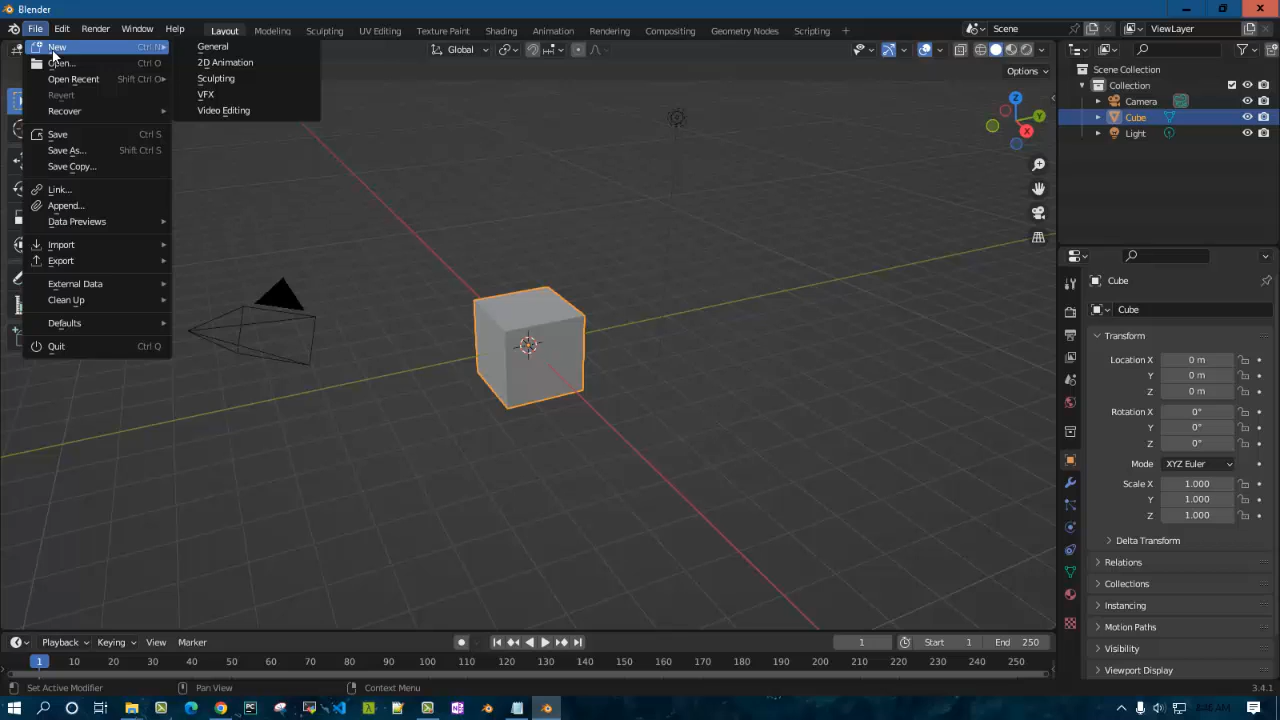 Blender
File Edit Render Window Help Layout Modeling Sculpting UV Editing Texture Paint Shading Animation Rendering Compositing Geometry Nodes Scripting + Scene ViewLayer
New Ctrl N
Open... Ctrl O
Open Recent Shift Ctrl O
Revert
Recover
Save Ctrl S
Save As... Shift Ctrl S
Save Copy...
Link...
Append...
Data Previews
Import
Export
External Data
Clean Up
Defaults
Quit Ctrl Q
General
2D Animation
Sculpting
VFX
Video Editing
Global
Options
Z
Y
X
Scene Collection
Collection
Camera
Cube
Light
Cube
Cube
Transform
Location X 0 m
Y 0 m
Z 0 m
Rotation X 0°
Y 0°
Z 0°
Mode XYZ Euler
Scale X 1.000
Y 1.000
Z 1.000
Delta Transform
Relations
Collections
Instancing
Motion Paths
Visibility
Viewport Display
Playback Keying View Marker 1 Start 1 End 250
1 10 20 30 40 50 60 70 80 90 100 110 120 130 140 150 160 170 180 190 200 210 220 230 240 250
Set Active Modifier Pan View Context Menu 3.4.1